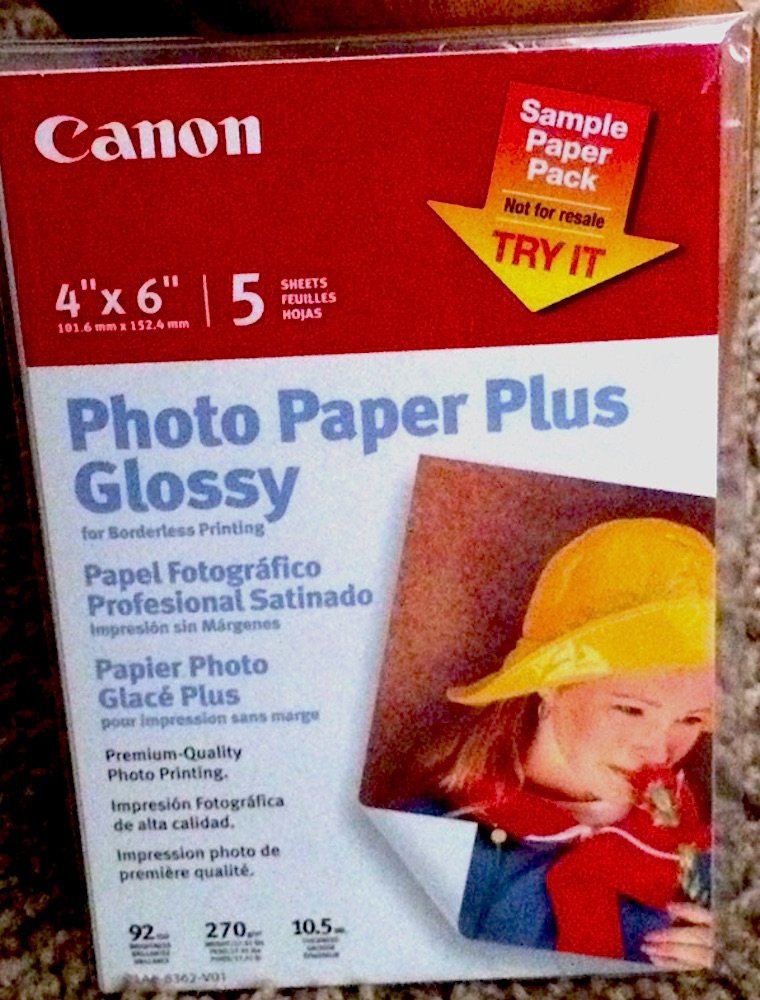 Canon
Sample
Paper
Pack
Not for resale
TRY IT
4"x 6"
101.6 mm x 152.4 mm
5
SHEETS
FEUILLES
HOJAS
Photo Paper Plus
Glossy
for Borderless Printing
Papel Fotográfico
Profesional Satinado
Impresión sin Márgenes
Papier Photo
Glacé Plus
pour impression sans marge
Premium-Quality
Photo Printing.
Impresión Fotográfica
de alta calidad.
Impression photo de
première qualité.
92
270
10.5